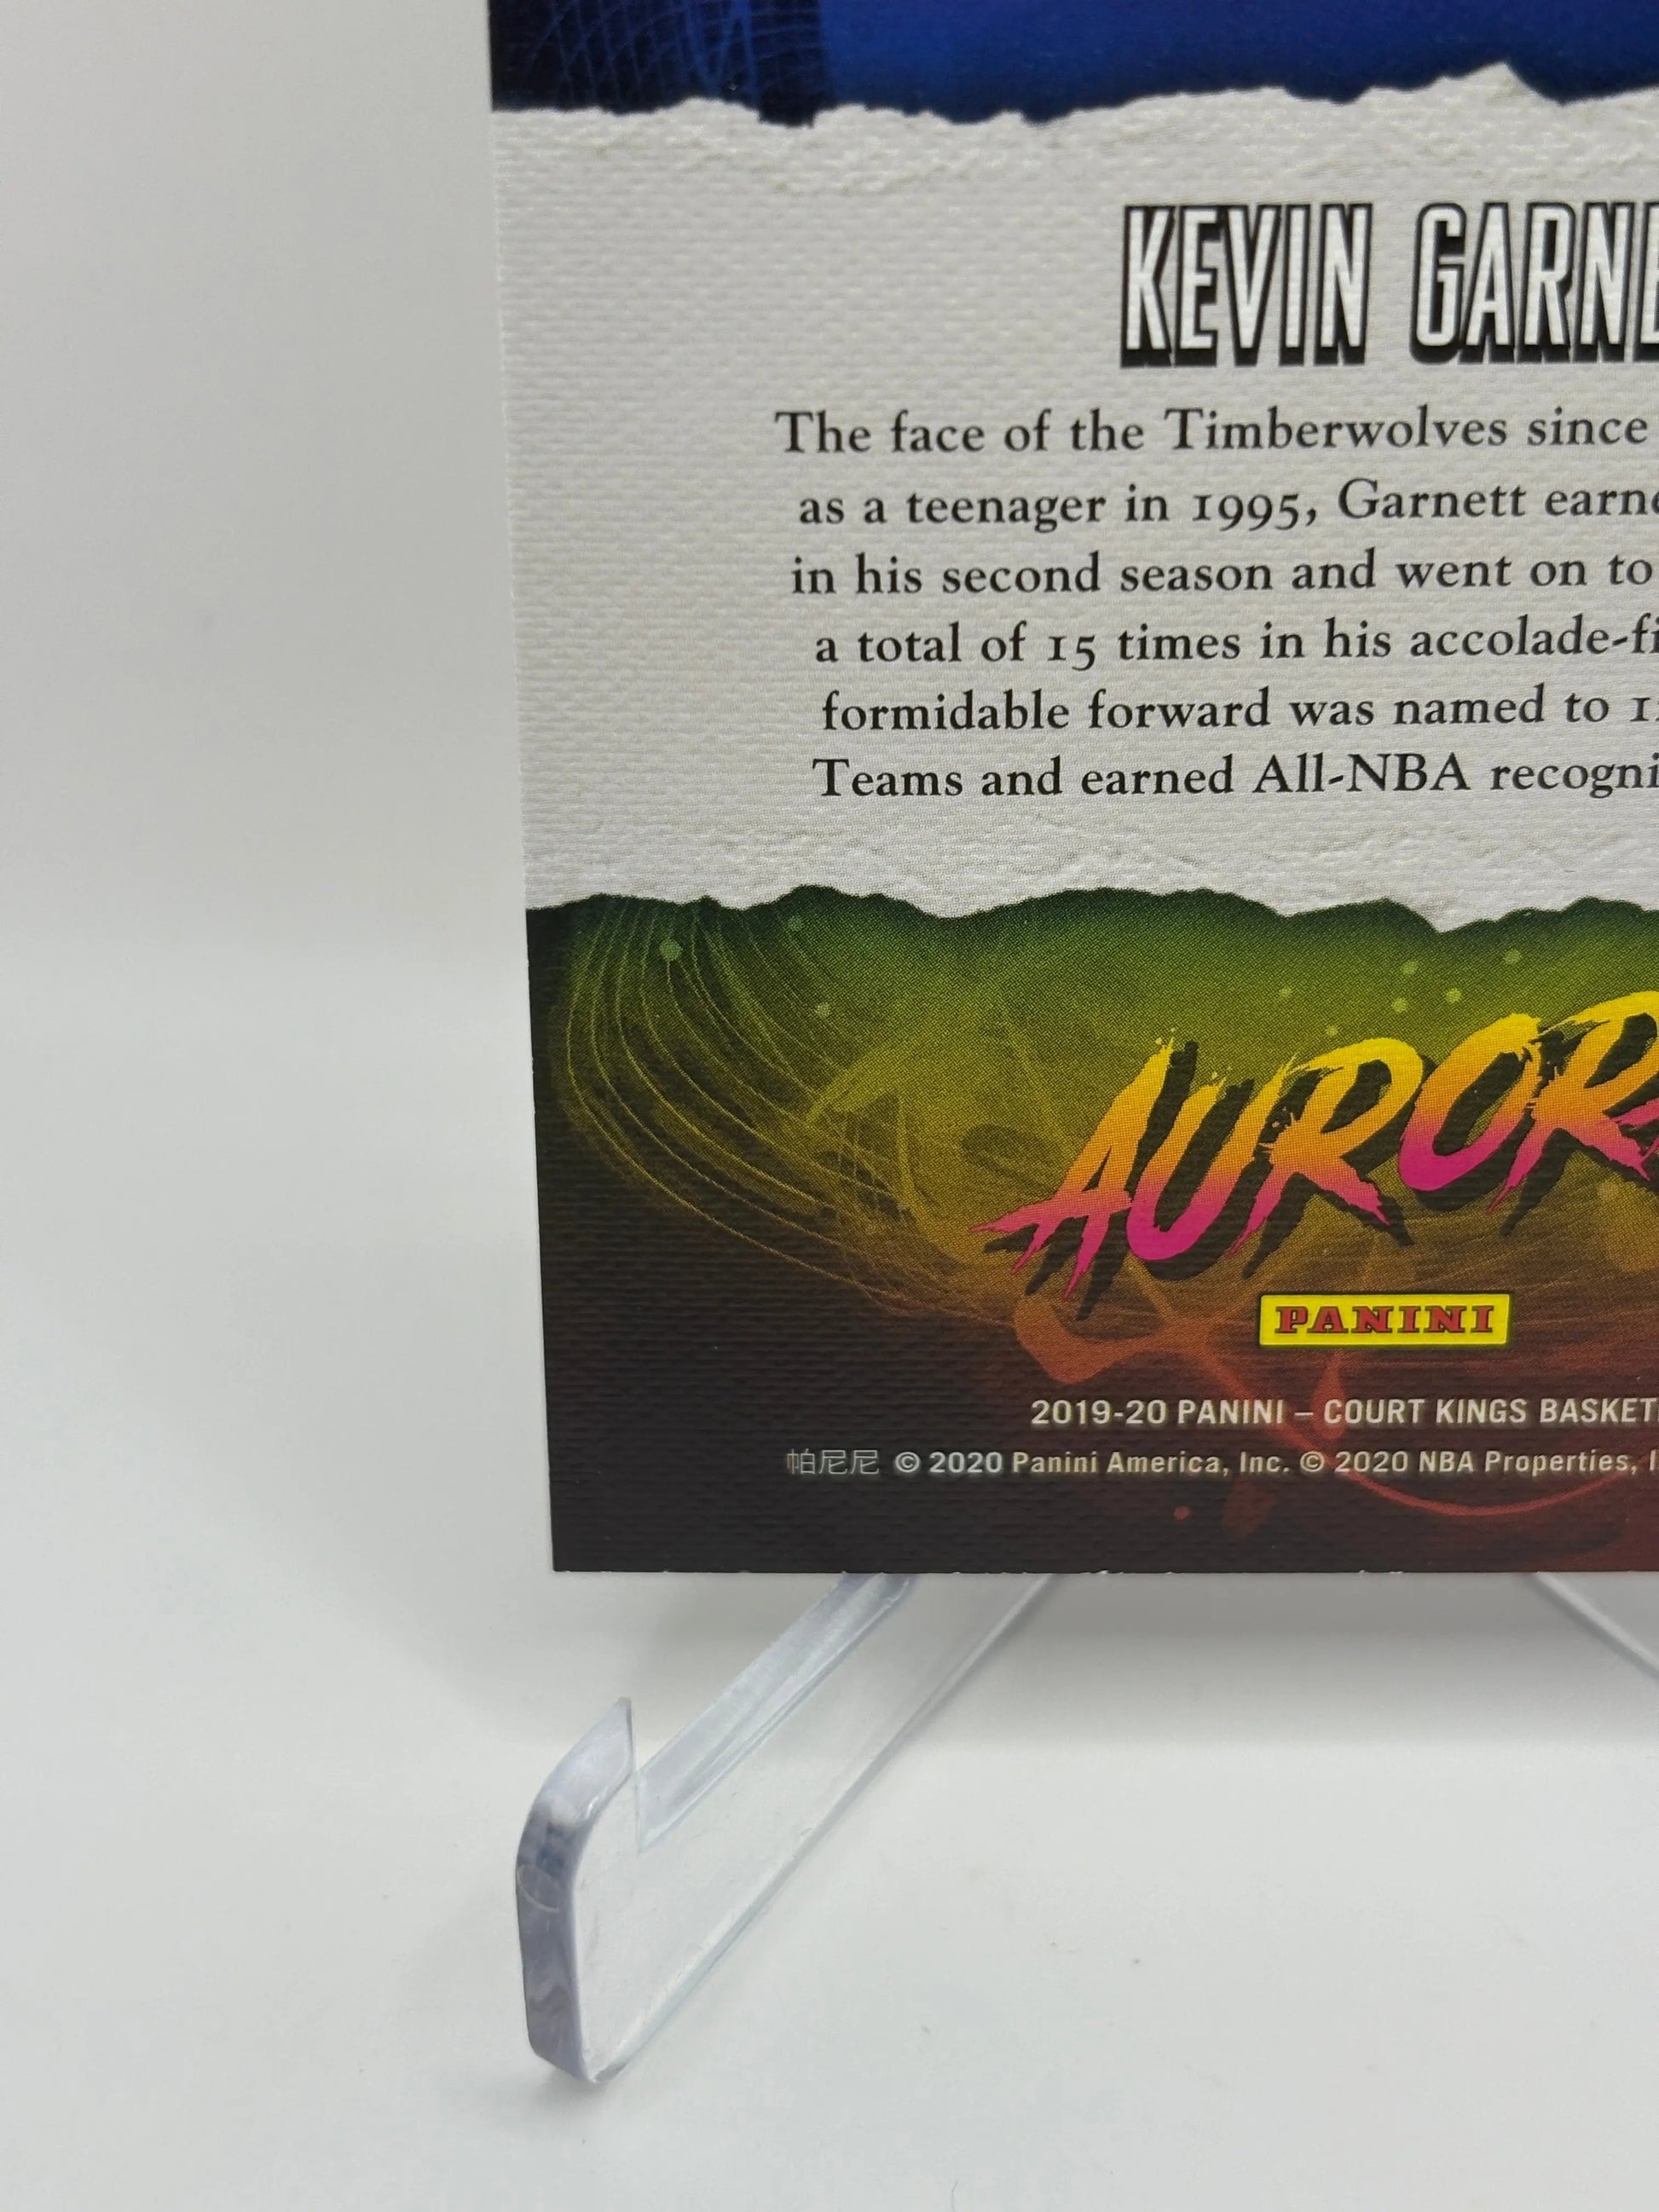 KEVIN GARNE
The face of the Timberwolves since
as a teenager in 1995, Garnett earne
in his second season and went on to
a total of 15 times in his accolade-fi
formidable forward was named to 1
Teams and earned All-NBA recogni
AURORA
PANINI
2019-20 PANINI – COURT KINGS BASKET
帕尼尼 © 2020 Panini America, Inc. © 2020 NBA Properties, I